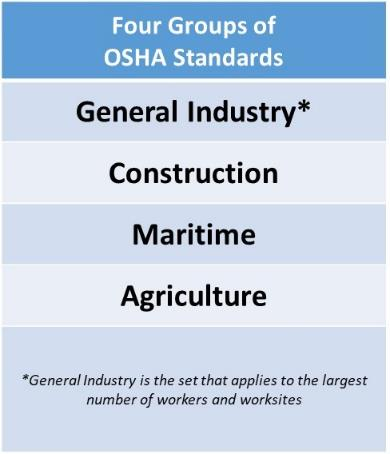 Four Groups of
OSHA Standards
General Industry*
Construction
Maritime
Agriculture
*General Industry is the set that applies to the largest
number of workers and worksites